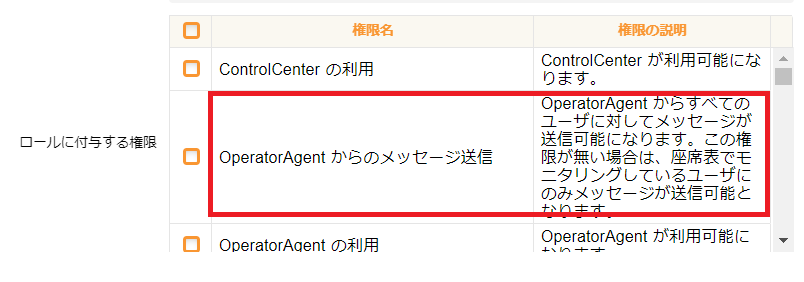 権限名 権限の説明
ControlCenter の利用
ControlCenter が利用可能にな
ります。
ロールに付与する権限
OperatorAgent からのメッセージ送信
OperatorAgent からすべての
ユーザに対してメッセージが
送信可能になります。この権
限が無い場合は、座席表でモ
ニタリングしているユーザに
のみメッセージが送信可能と
なります。
OperatorAgent の利用
OperatorAgent が利用可能に
なります。